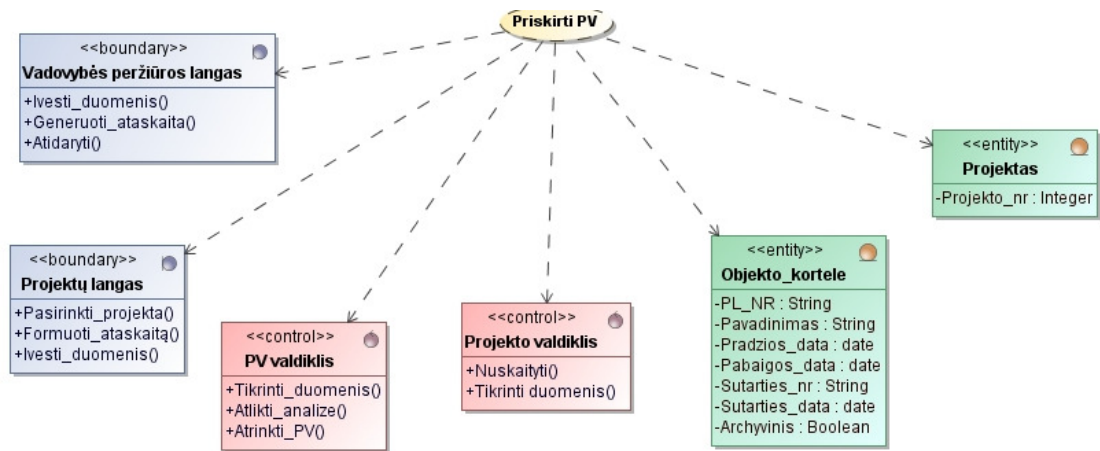 Priskirti PV
<<boundary>>
Vadovybės peržiūros langas
+Ivesti_duomenis()
+Generuoti_ataskaita()
+Atidaryti()
<<entity>>
Projektas
-Projekto_nr : Integer
<<boundary>>
Projektų langas
+Pasirinkti_projekta()
+Formuoti_ataskaitą()
+Ivesti_duomenis()
<<control>>
PV valdiklis
+Tikrinti_duomenis()
+Atlikti_analize()
+Atrinkti_PV()
<<control>>
Projekto valdiklis
+Nuskaityti()
+Tikrinti duomenis()
<<entity>>
Objekto_kortele
-PL_NR : String
-Pavadinimas : String
-Pradzios_data : date
-Pabaigos_data : date
-Sutarties_nr : String
-Sutarties_data : date
-Archyvinis : Boolean